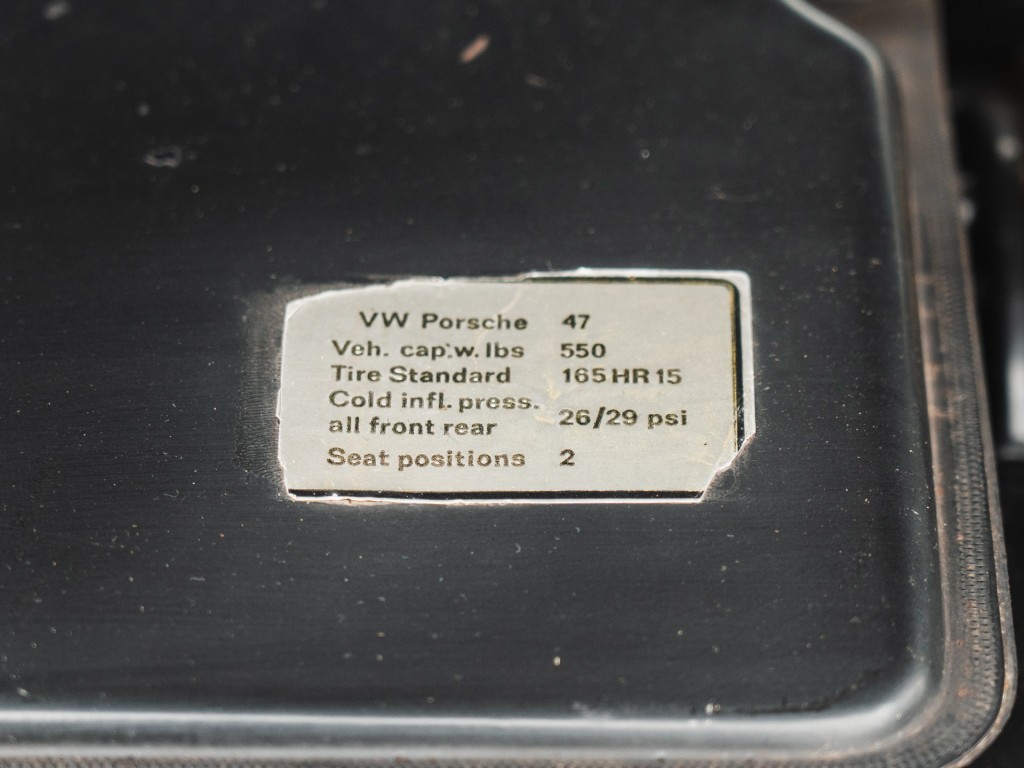 VW Porsche 47
Veh. cap.w. lbs 550
Tire Standard 165 HR 15
Cold infl. press.
all front rear 26/29 psi
Seat positions 2